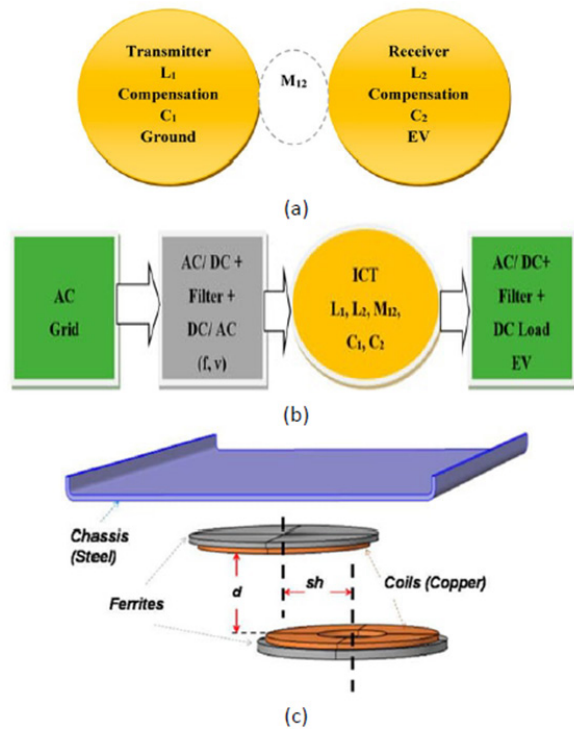 Transmitter
L₁
Compensation
C₁
Ground
M₁₂
Receiver
L₂
Compensation
C₂
EV
(a)
AC
Grid
AC/ DC +
Filter +
DC/ AC
(f, v)
ICT
L₁, L₂, M₁₂,
C₁, C₂
AC/ DC+
Filter +
DC Load
EV
(b)
Chassis
(Steel)
Ferrites
d
sh
Coils (Copper)
(c)